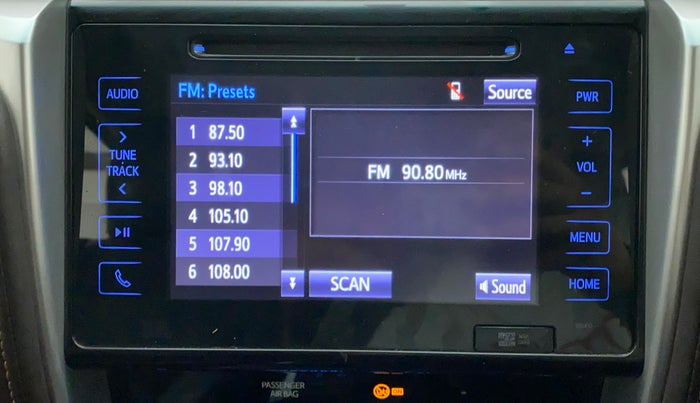 AUDIO
FM: Presets
Source
PWR
1 87.50
2 93.10
3 98.10
4 105.10
5 107.90
6 108.00
FM 90.80 MHz
TUNE
TRACK
+
VOL
-
MENU
SCAN
Sound
HOME
PASSENGER
AIR BAG